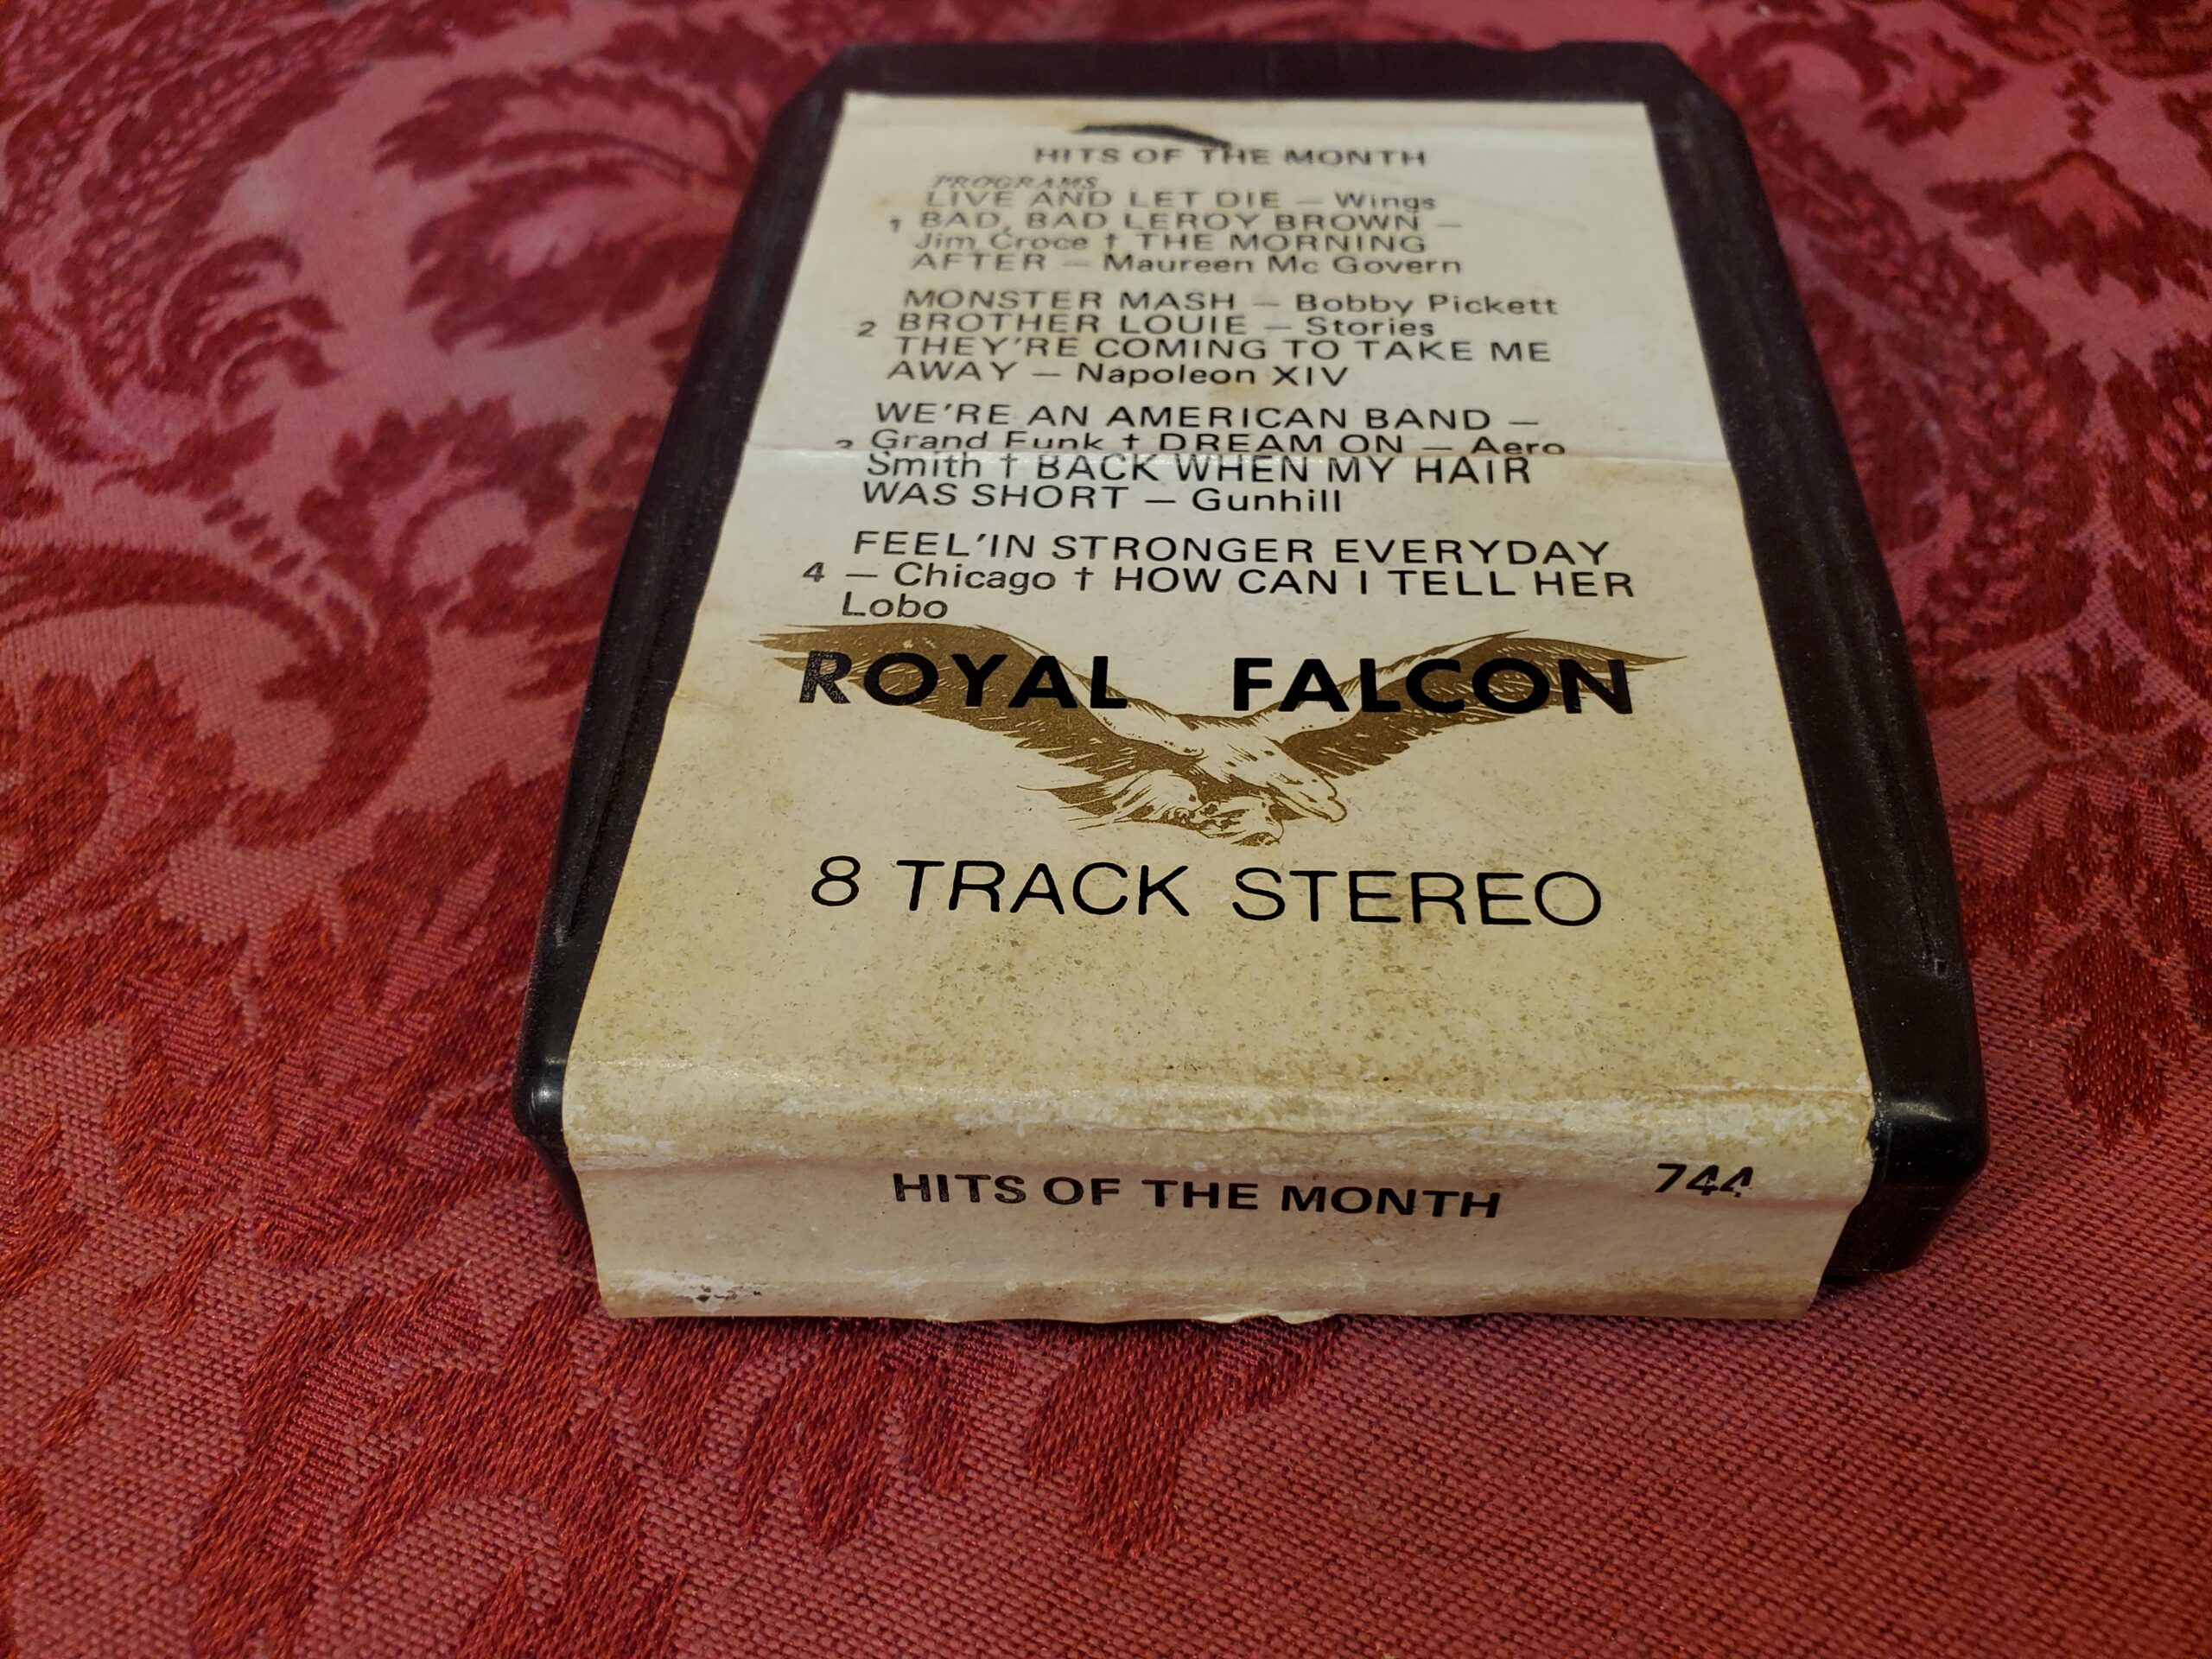 HITS OF THE MONTH
PROGRAMS
LIVE AND LET DIE — Wings
1 BAD, BAD LEROY BROWN —
Jim Croce † THE MORNING
AFTER — Maureen Mc Govern
MONSTER MASH — Bobby Pickett
2 BROTHER LOUIE — Stories
THEY'RE COMING TO TAKE ME
AWAY — Napoleon XIV
WE'RE AN AMERICAN BAND —
3 Grand Funk † DREAM ON — Aero
Smith † BACK WHEN MY HAIR
WAS SHORT — Gunhill
FEEL'IN STRONGER EVERYDAY
4 — Chicago † HOW CAN I TELL HER
Lobo
ROYAL FALCON
8 TRACK STEREO
HITS OF THE MONTH 744